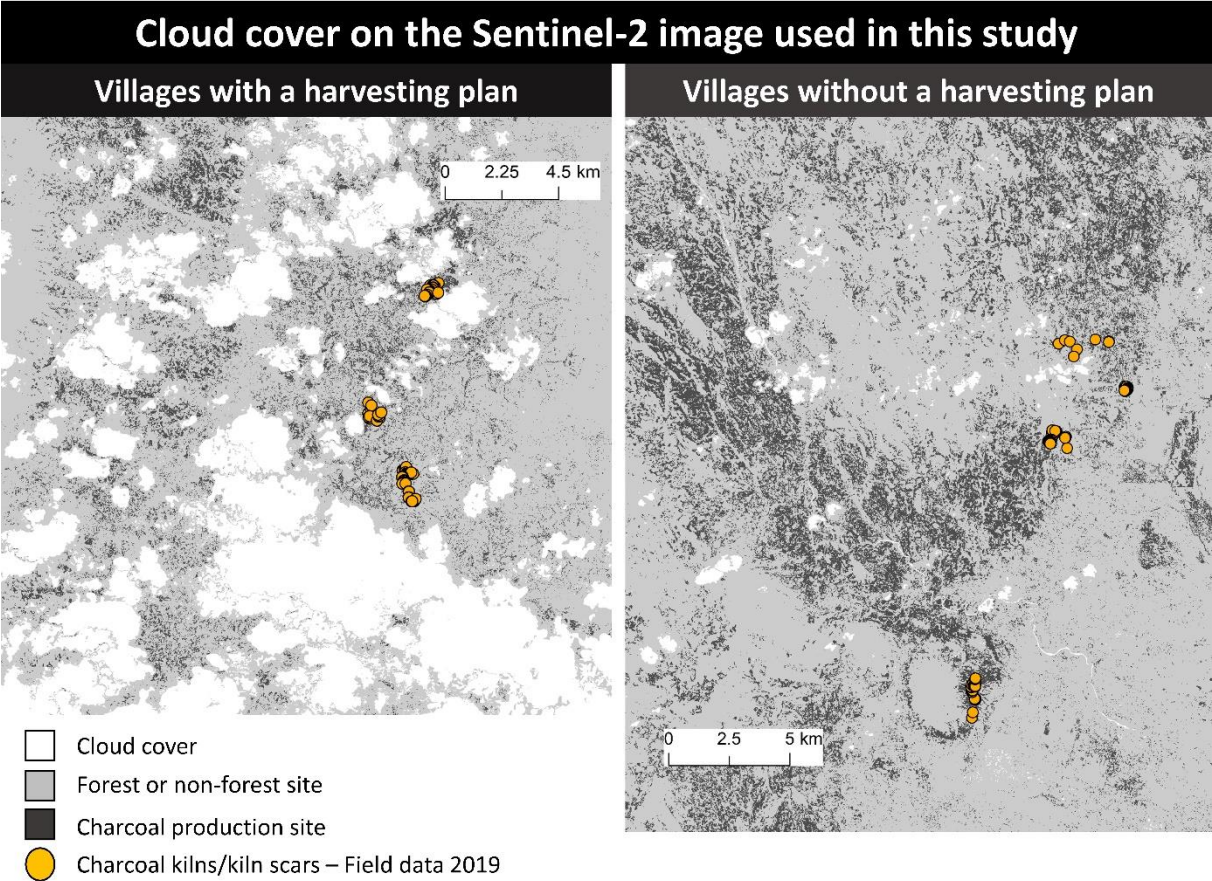 Cloud cover on the Sentinel-2 image used in this study
Villages with a harvesting plan
Villages without a harvesting plan
0 2.25 4.5 km
0 2.5 5 km
Cloud cover
Forest or non-forest site
Charcoal production site
Charcoal kilns/kiln scars – Field data 2019